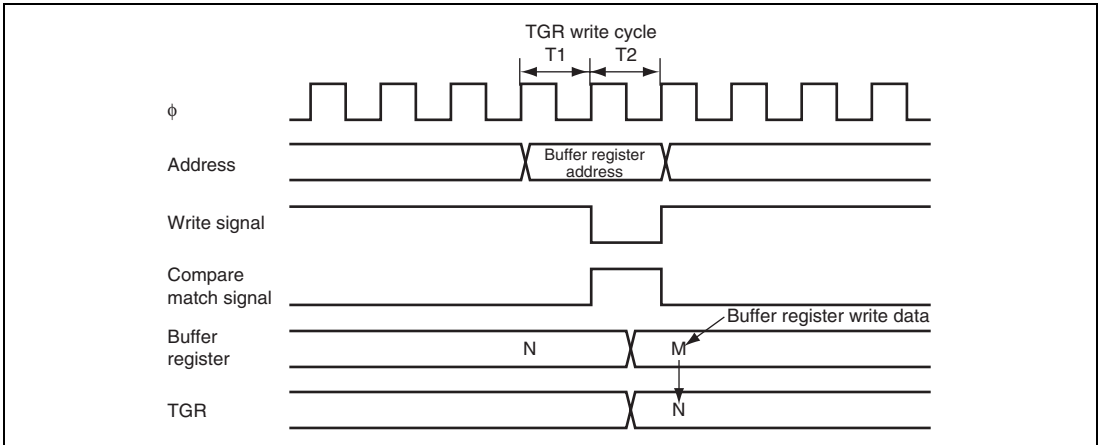 TGR write cycle
T1 T2
ϕ
Address
Buffer register
address
Write signal
Compare
match signal
Buffer register write data
Buffer
register
N M
TGR
N